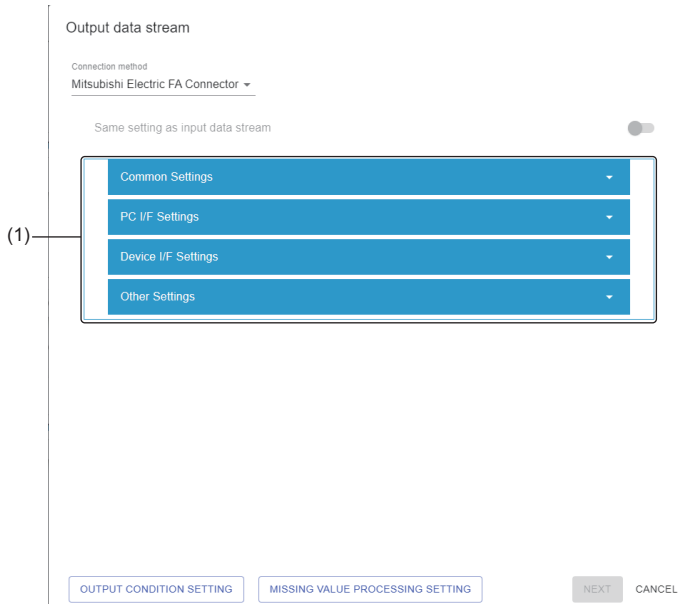 Output data stream
Connection method
Mitsubishi Electric FA Connector
Same setting as input data stream
Common Settings
PC I/F Settings
(1)
Device I/F Settings
Other Settings
OUTPUT CONDITION SETTING MISSING VALUE PROCESSING SETTING NEXT CANCEL